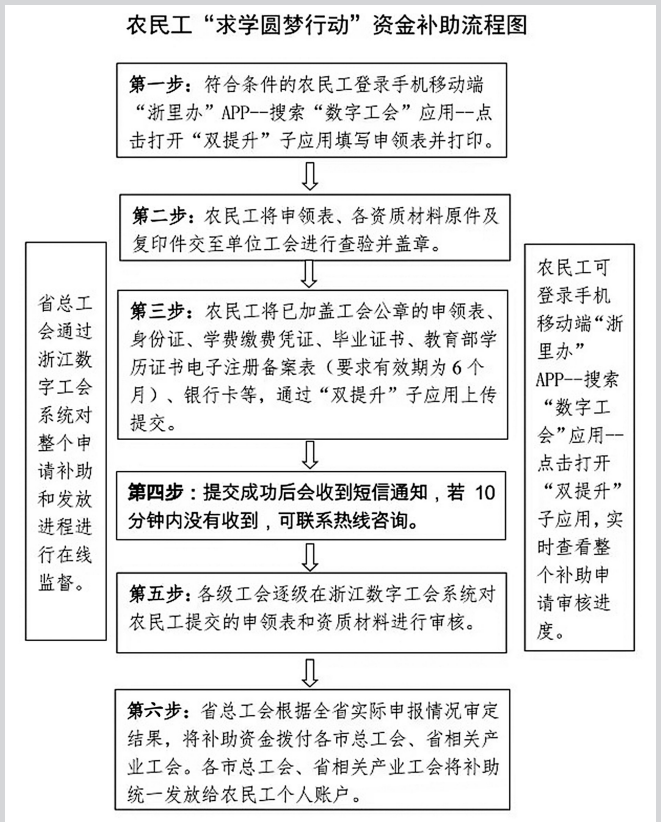 农民工“求学圆梦行动”资金补助流程图
第一步：符合条件的农民工登录手机移动端
“浙里办”APP--搜索“数字工会”应用--点
击打开“双提升”子应用填写申领表并打印。
第二步：农民工将申领表、各资质材料原件及
复印件交至单位工会进行查验并盖章。
第三步：农民工将已加盖工会公章的申领表、
身份证、学费缴费凭证、毕业证书、教育部学
历证书电子注册备案表（要求有效期为6个
月）、银行卡等，通过“双提升”子应用上传
提交。
第四步：提交成功后会收到短信通知，若 10
分钟内没有收到，可联系热线咨询。
第五步：各级工会逐级在浙江数字工会系统对
农民工提交的申领表和资质材料进行审核。
第六步：省总工会根据全省实际申报情况审定
结果，将补助资金拨付各市总工会、省相关产
业工会。各市总工会、省相关产业工会将补助
统一发放给农民工个人账户。
省总工
会通过
浙江数
字工会
系统对
整个申
请补助
和发放
进程进
行在线
监督。
农民工可
登录手机
移动端“浙
里办”
APP--搜索
“数字工
会”应用--
点击打开
“双提升”
子应用，实
时查看整
个补助申
请审核进
度。